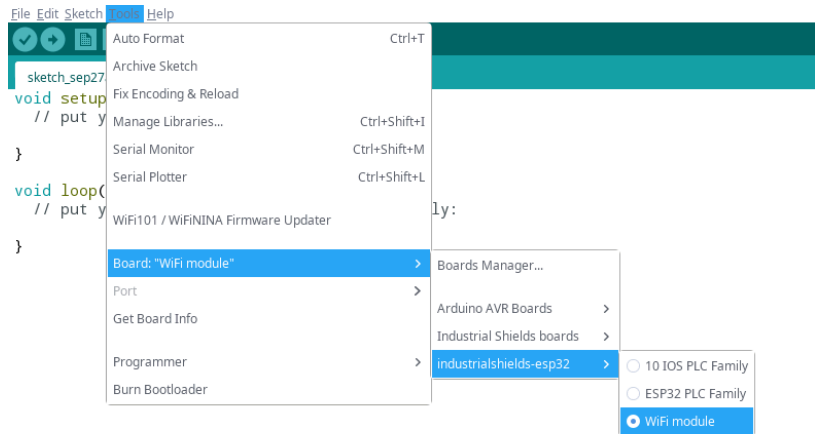 File Edit Sketch Tools Help
sketch_sep27
void setup
// put y
}
void loop(
// put y
ly:
}
Auto Format Ctrl+T
Archive Sketch
Fix Encoding & Reload
Manage Libraries... Ctrl+Shift+I
Serial Monitor Ctrl+Shift+M
Serial Plotter Ctrl+Shift+L
WiFi101 / WiFiNINA Firmware Updater
Board: "WiFi module"
Port
Get Board Info
Programmer
Burn Bootloader
Boards Manager...
Arduino AVR Boards
Industrial Shields boards
industrialshields-esp32
10 IOS PLC Family
ESP32 PLC Family
WiFi module